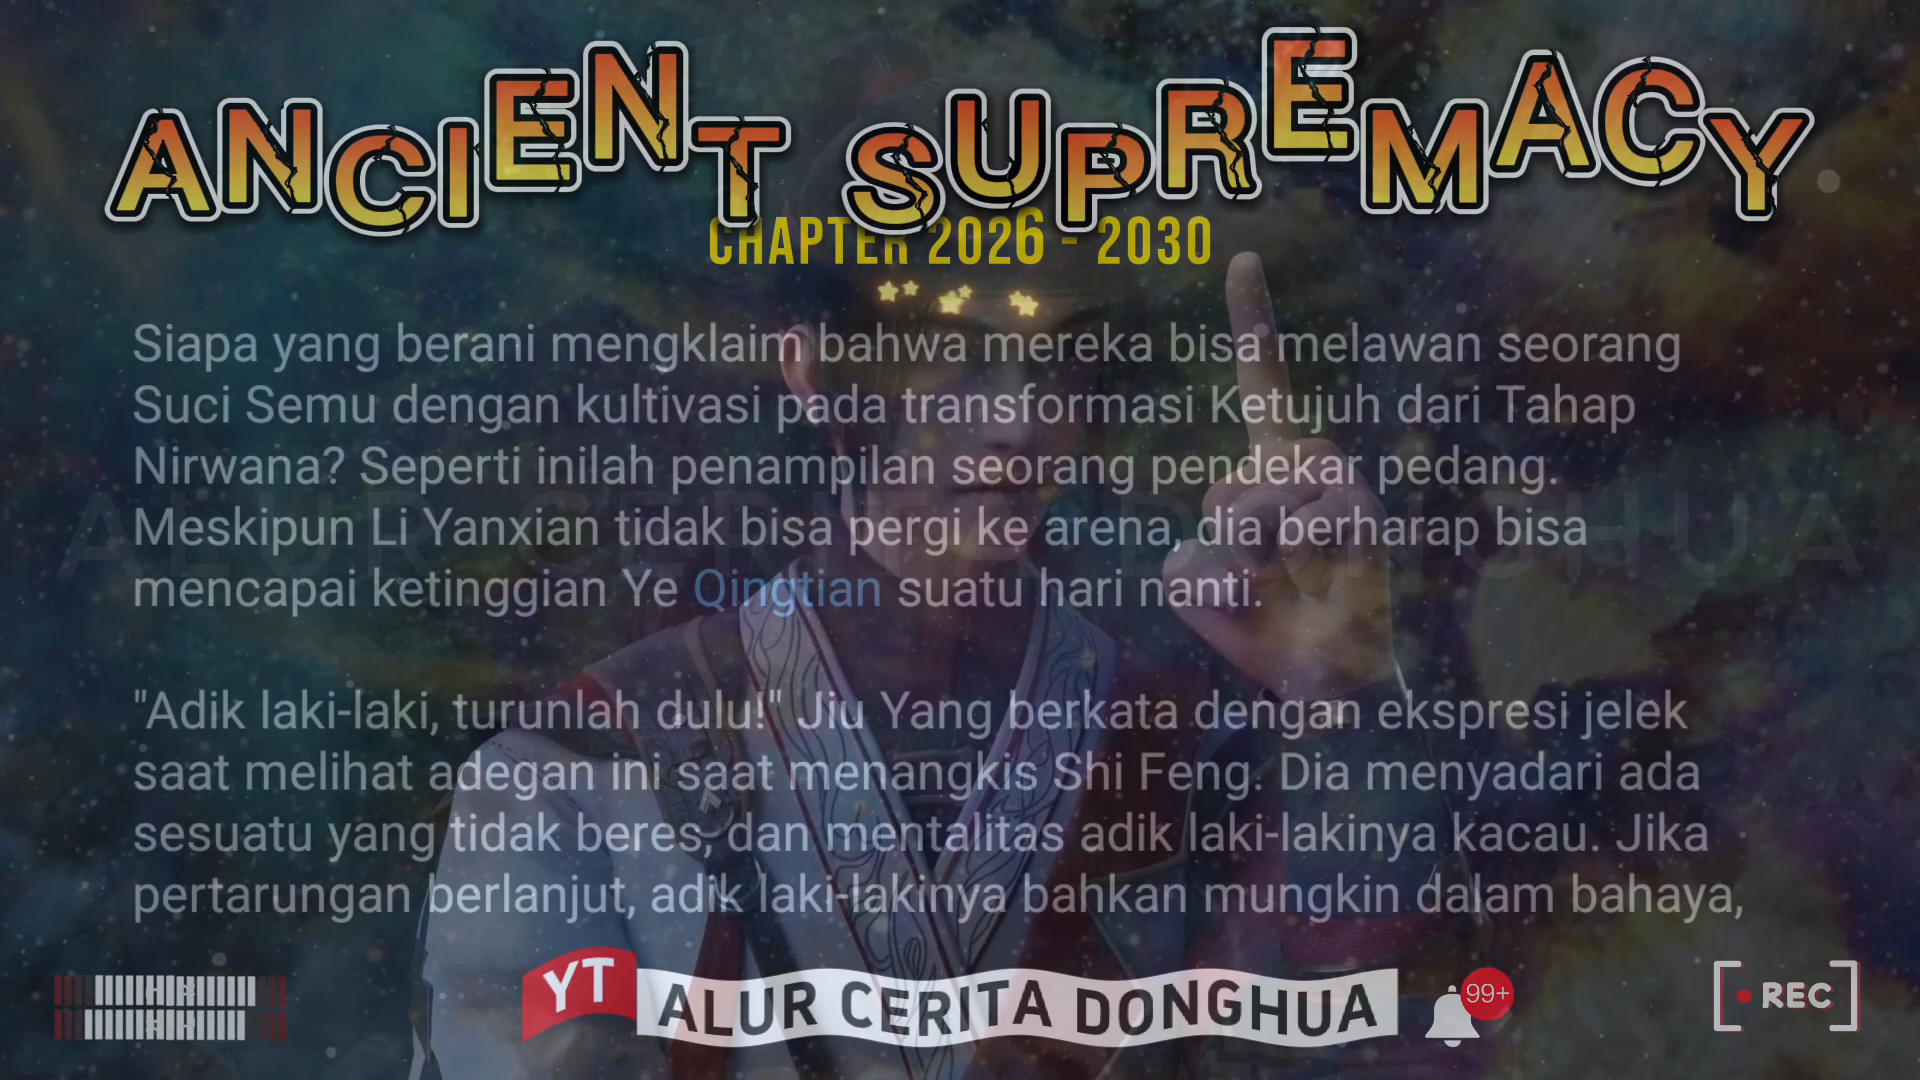 ANCIENT SUPREMACY
CHAPTER 2026 - 2030
Siapa yang berani mengklaim bahwa mereka bisa melawan seorang
Suci Semu dengan kultivasi pada transformasi Ketujuh dari Tahap
Nirwana? Seperti inilah penampilan seorang pendekar pedang.
ALUR CERITA DONGHUA
Meskipun Li Yanxian tidak bisa pergi ke arena, dia berharap bisa
mencapai ketinggian Ye Qingtian suatu hari nanti.
"Adik laki-laki, turunlah dulu!" Jiu Yang berkata dengan ekspresi jelek
saat melihat adegan ini saat menangkis Shi Feng. Dia menyadari ada
sesuatu yang tidak beres, dan mentalitas adik laki-lakinya kacau. Jika
pertarungan berlanjut, adik laki-lakinya bahkan mungkin dalam bahaya,
YT ALUR CERITA DONGHUA
99+
REC